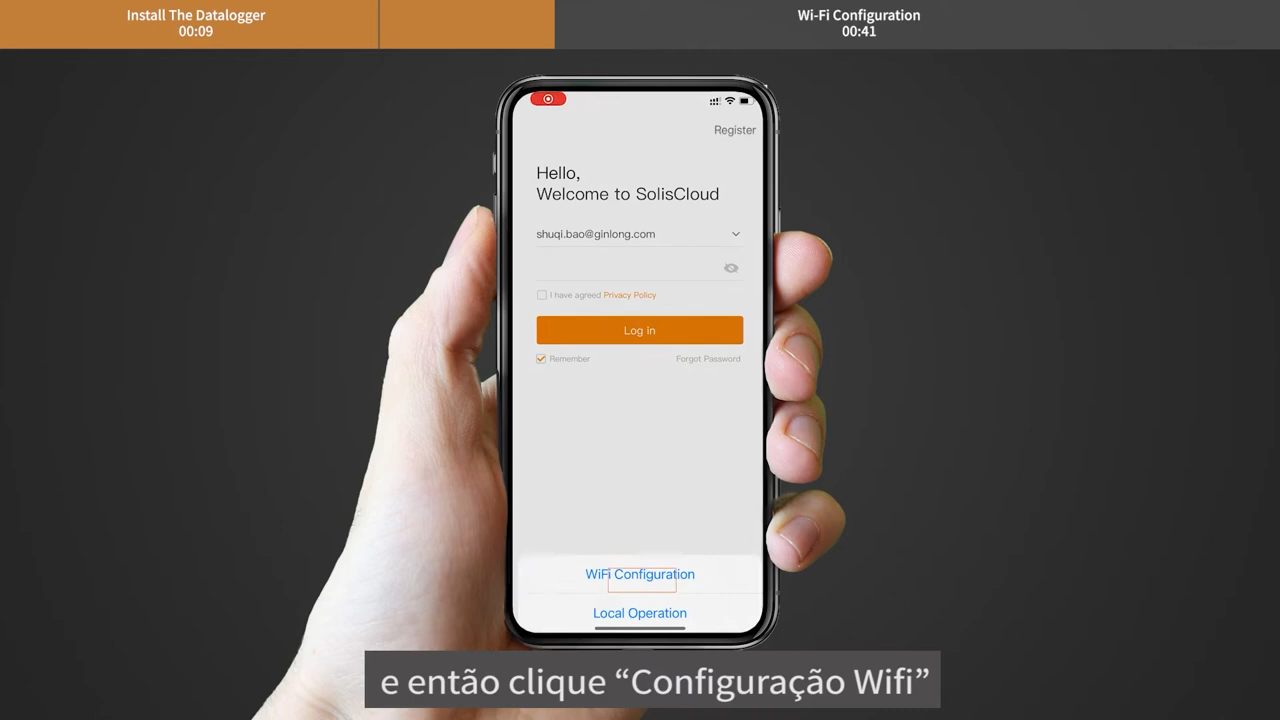 Install The Datalogger
00:09
Wi-Fi Configuration
00:41
Register
Hello,
Welcome to SolisCloud
shuqi.bao@ginlong.com
I have agreed Privacy Policy
Log in
Remember
Forgot Password
WiFi Configuration
Local Operation
e então clique “Configuração Wifi”